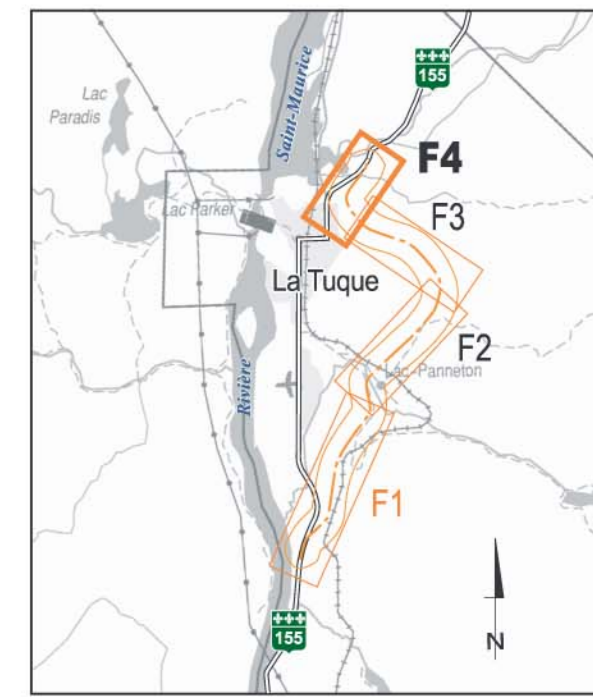 155
Lac
Paradis
Saint-Maurice
F4
Lac Parker
F3
La Tuque
F2
Lac Panneton
Rivière
F1
155
N